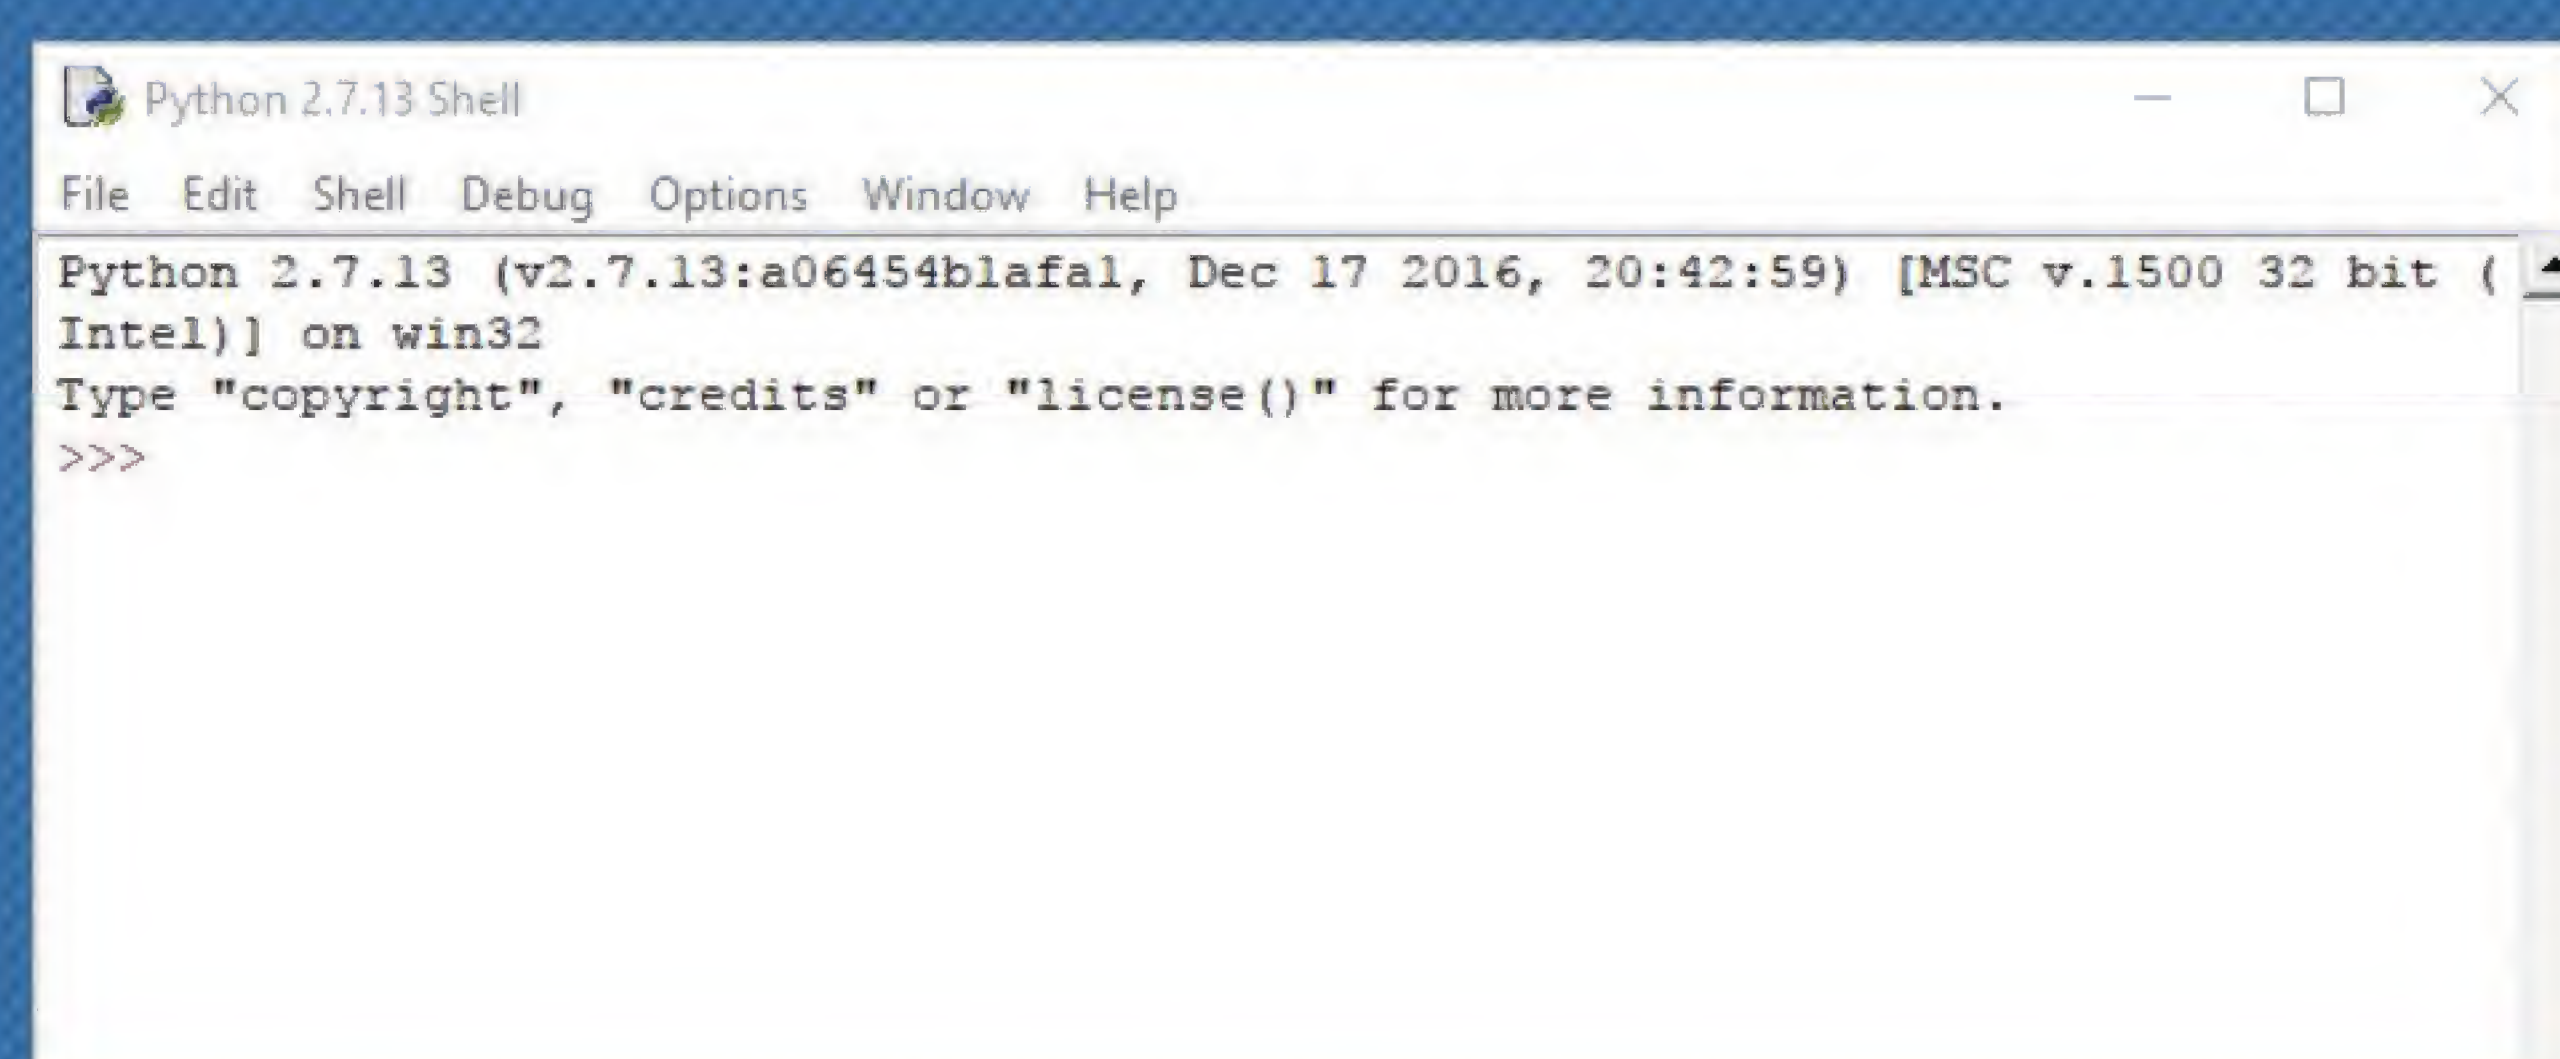 Python 2.7.13 Shell
File Edit Shell Debug Options Window Help
Python 2.7.13 (v2.7.13:a06454b1afa1, Dec 17 2016, 20:42:59) [MSC v.1500 32 bit (
Intel)] on win32
Type "copyright", "credits" or "license()" for more information.
>>>